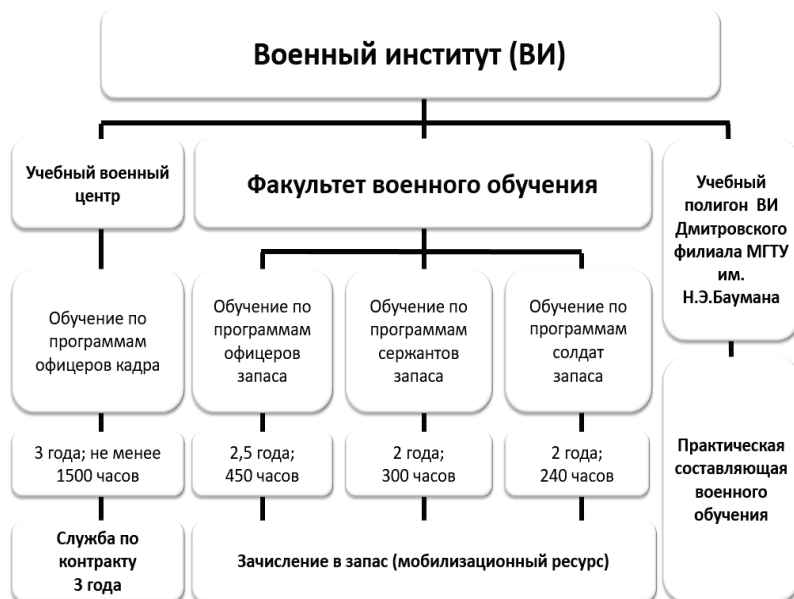 Военный институт (ВИ)
Учебный военный
центр
Факультет военного обучения
Учебный
полигон ВИ
Дмитровского
филиала МГТУ
им.
Н.Э.Баумана
Обучение по
программам
офицеров кадра
Обучение по
программам
офицеров
запаса
Обучение по
программам
сержантов
запаса
Обучение по
программам
солдат
запаса
3 года; не менее
1500 часов
2,5 года;
450 часов
2 года;
300 часов
2 года;
240 часов
Практическая
составляющая
военного
обучения
Служба по
контракту
3 года
Зачисление в запас (мобилизационный ресурс)